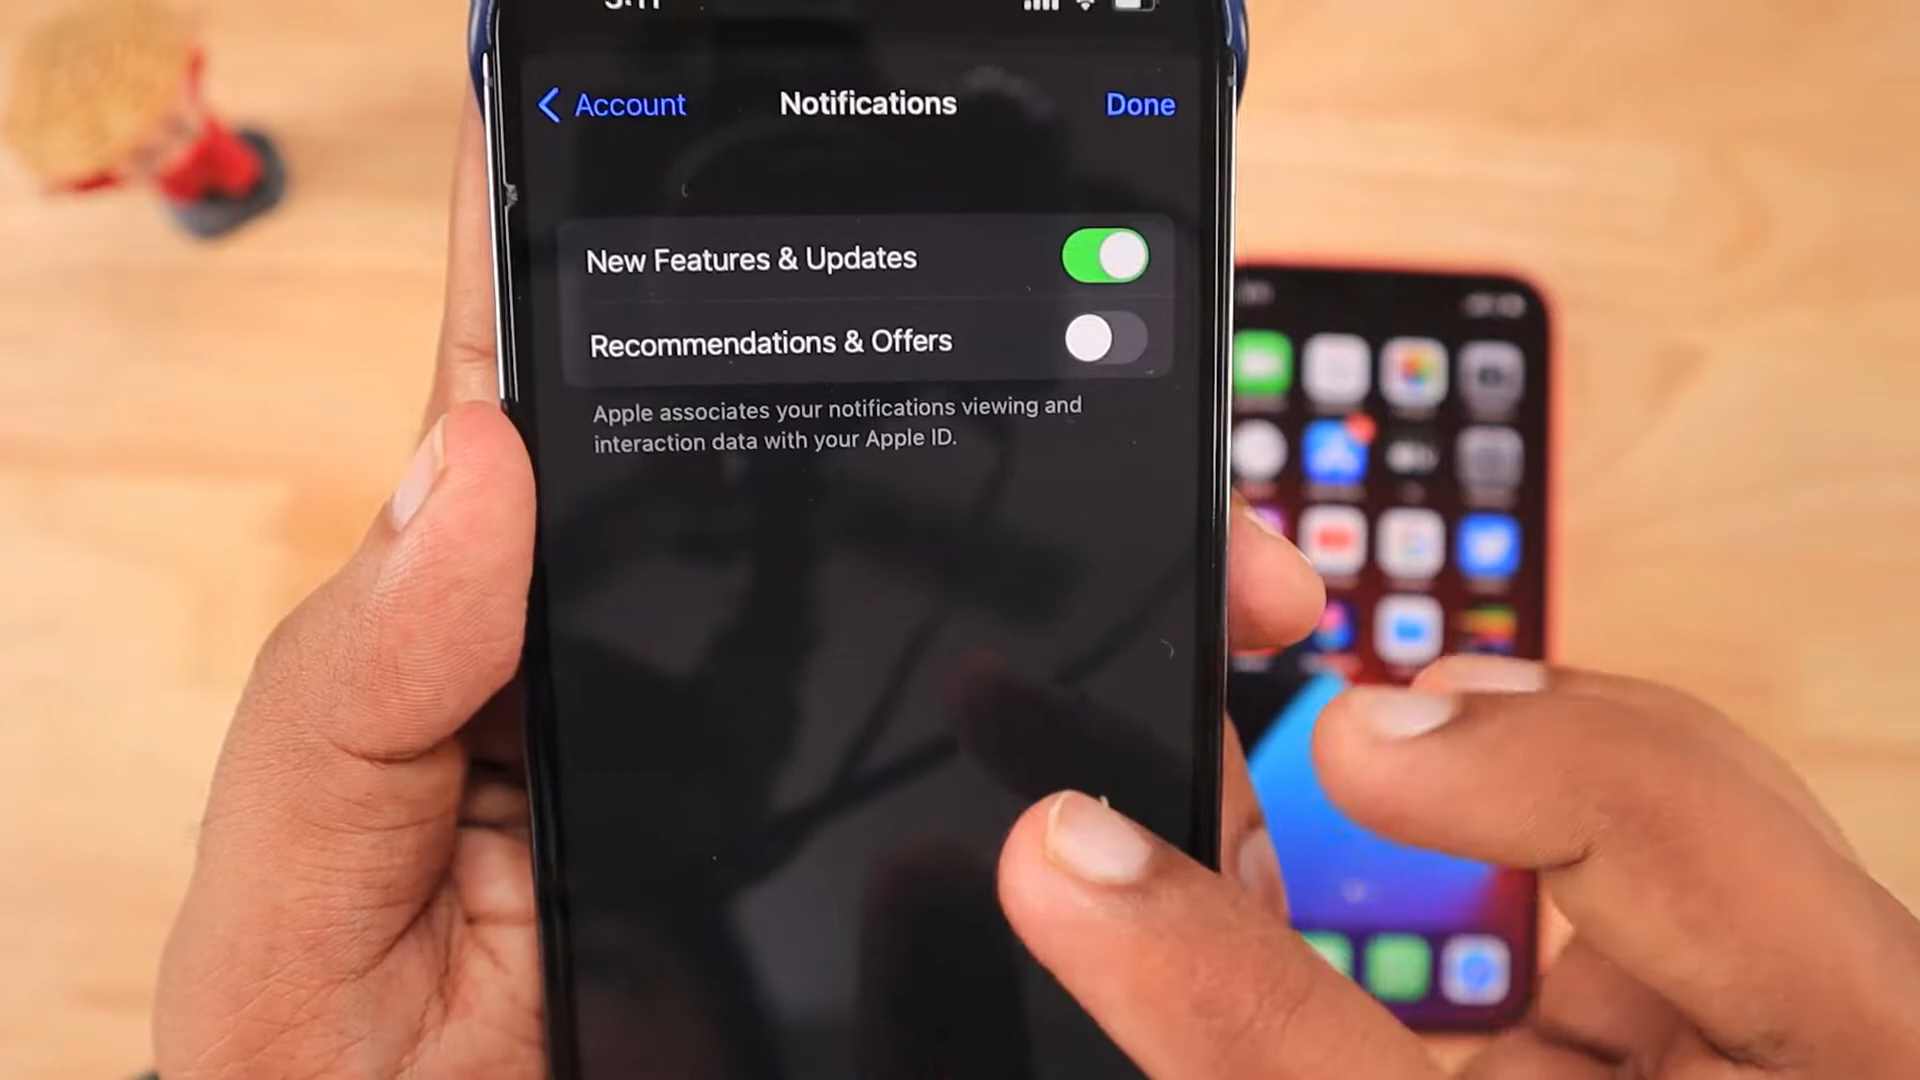 Account
Notifications
Done
New Features & Updates
Recommendations & Offers
Apple associates your notifications viewing and
interaction data with your Apple ID.